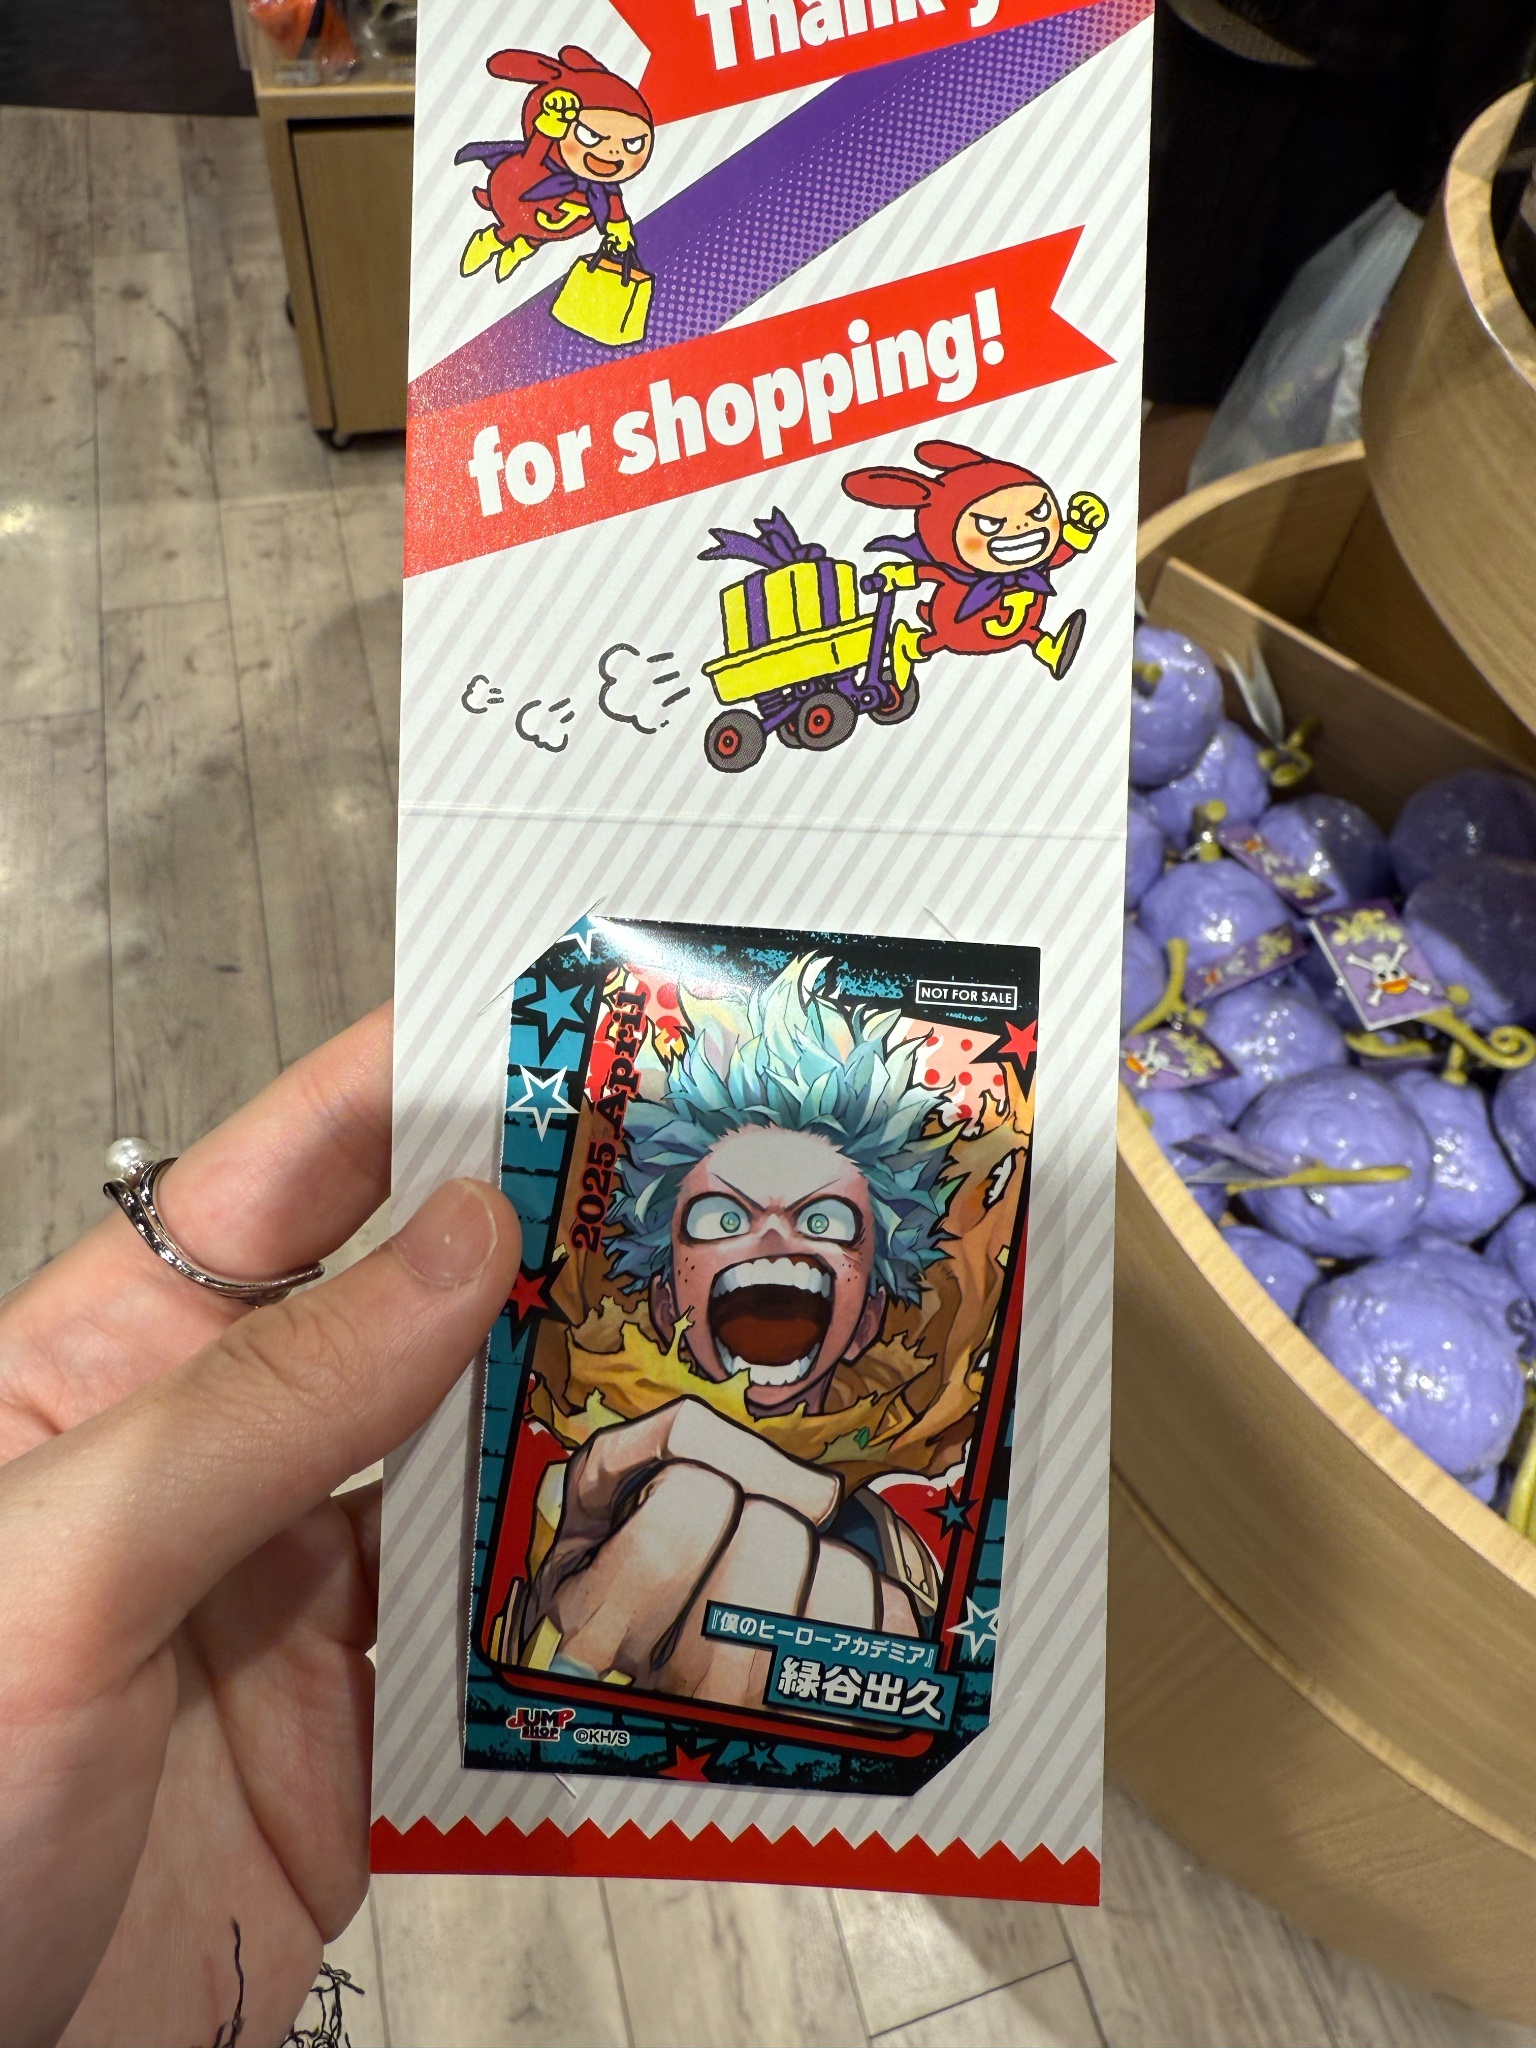 Thank y
for shopping!
J
J
NOT FOR SALE
2025.April
『僕のヒーローアカデミア』
緑谷出久
JUMP
SHOP
©KH/S